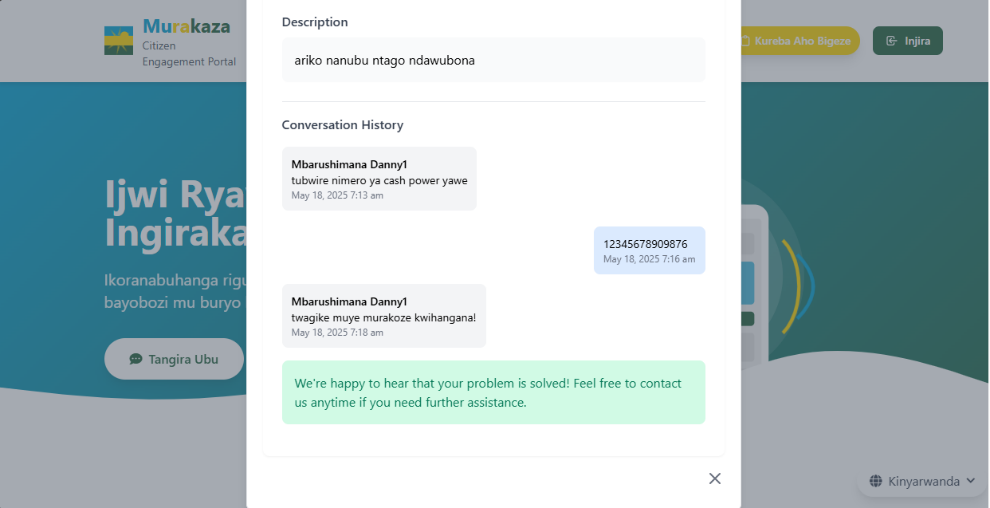 Murakaza
Citizen
Engagement Portal
Kureba Aho Bigeze
Injira
Description
ariko nanubu ntago ndawubona
Conversation History
Mbarushimana Danny1
tubwire nimero ya cash power yawe
May 18, 2025 7:13 am
12345678909876
May 18, 2025 7:16 am
Mbarushimana Danny1
twagike muye murakoze kwihangana!
May 18, 2025 7:18 am
We're happy to hear that your problem is solved! Feel free to contact
us anytime if you need further assistance.
Ijwi Rya
Ingiraka
Ikoranabuhanga rigu
bayobozi mu buryo
Tangira Ubu
Kinyarwanda